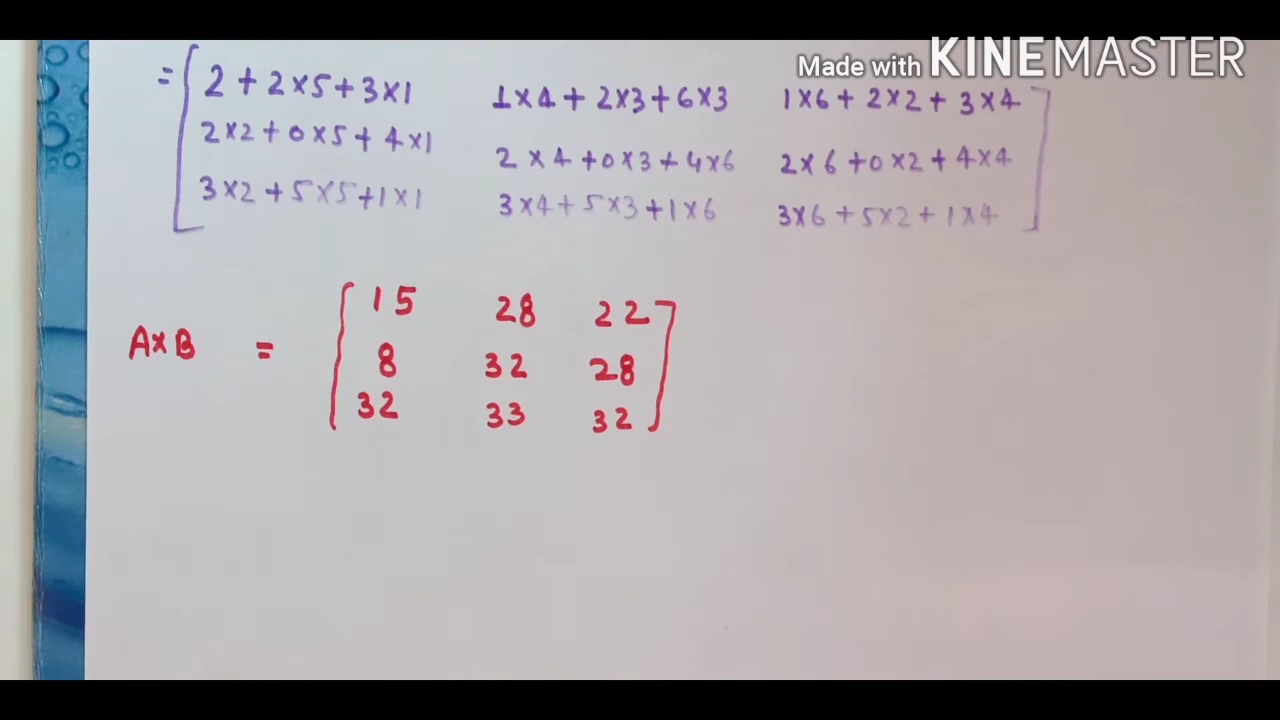 Made with KINEMASTER
= 2 + 2×5+3×1 1×4 + 2×3+6×3 1×6+ 2×2 + 3×4
2×2 + 0×5+ 4×1 2 ×4 +0×3+4×6 2×6 +0×2+4×4
3×2 +5×5+1×1 3×4+5×3+1×6 3×6 +5×2+1×4
A×B = 15 28 22
8 32 28
32 33 32